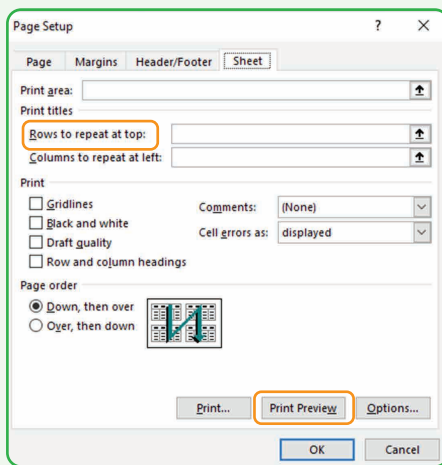 Page Setup ? ×
Page Margins Header/Footer Sheet
Print area:
Print titles
Rows to repeat at top:
Columns to repeat at left:
Print
Gridlines
Comments: (None)
Black and white
Cell errors as: displayed
Draft quality
Row and column headings
Page order
Down, then over
Over, then down
Print... Print Preview Options...
OK Cancel